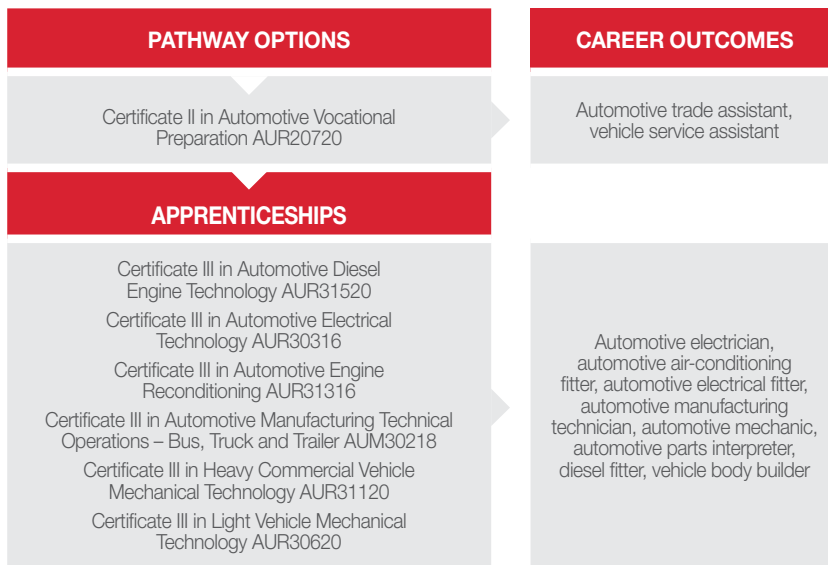 PATHWAY OPTIONS
CAREER OUTCOMES
Certificate II in Automotive Vocational
Preparation AUR20720
Automotive trade assistant,
vehicle service assistant
APPRENTICESHIPS
Certificate III in Automotive Diesel
Engine Technology AUR31520
Certificate III in Automotive Electrical
Technology AUR30316
Certificate III in Automotive Engine
Reconditioning AUR31316
Certificate III in Automotive Manufacturing Technical
Operations – Bus, Truck and Trailer AUM30218
Certificate III in Heavy Commercial Vehicle
Mechanical Technology AUR31120
Certificate III in Light Vehicle Mechanical
Technology AUR30620
Automotive electrician,
automotive air-conditioning
fitter, automotive electrical fitter,
automotive manufacturing
technician, automotive mechanic,
automotive parts interpreter,
diesel fitter, vehicle body builder